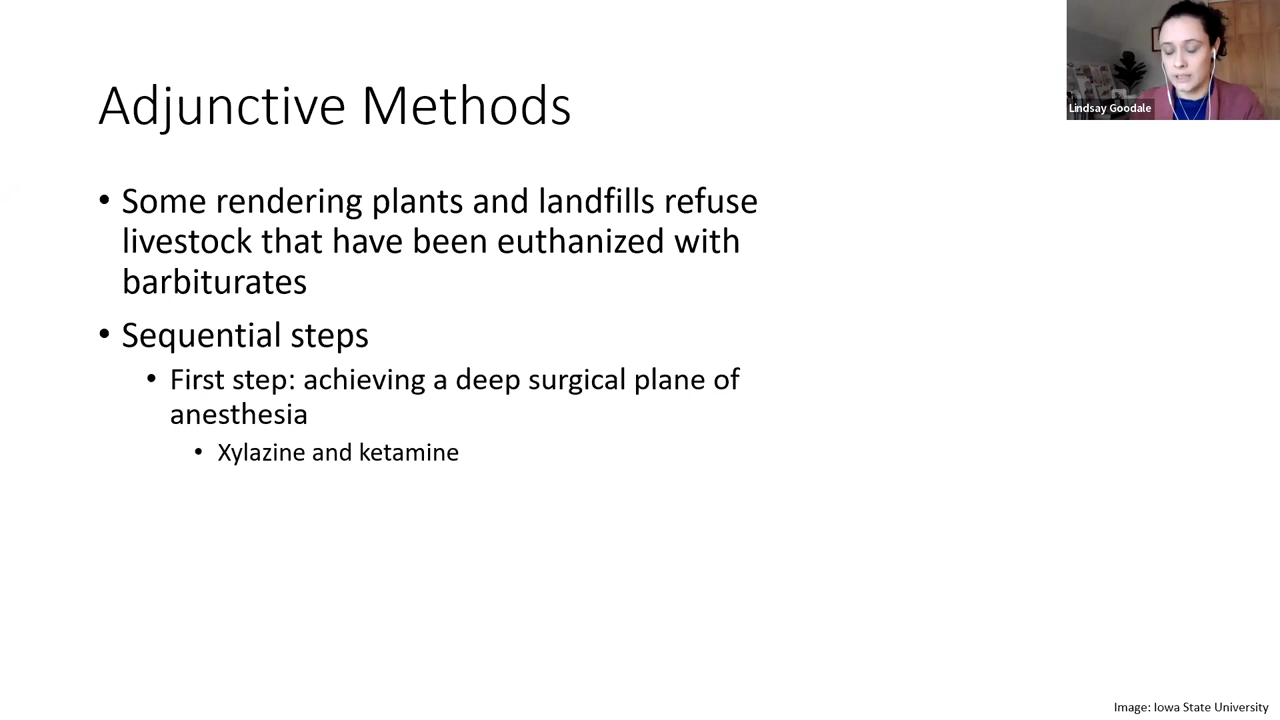 Lindsay Goodale
Adjunctive Methods
• Some rendering plants and landfills refuse
livestock that have been euthanized with
barbiturates
• Sequential steps
• First step: achieving a deep surgical plane of
anesthesia
• Xylazine and ketamine
Image: Iowa State University